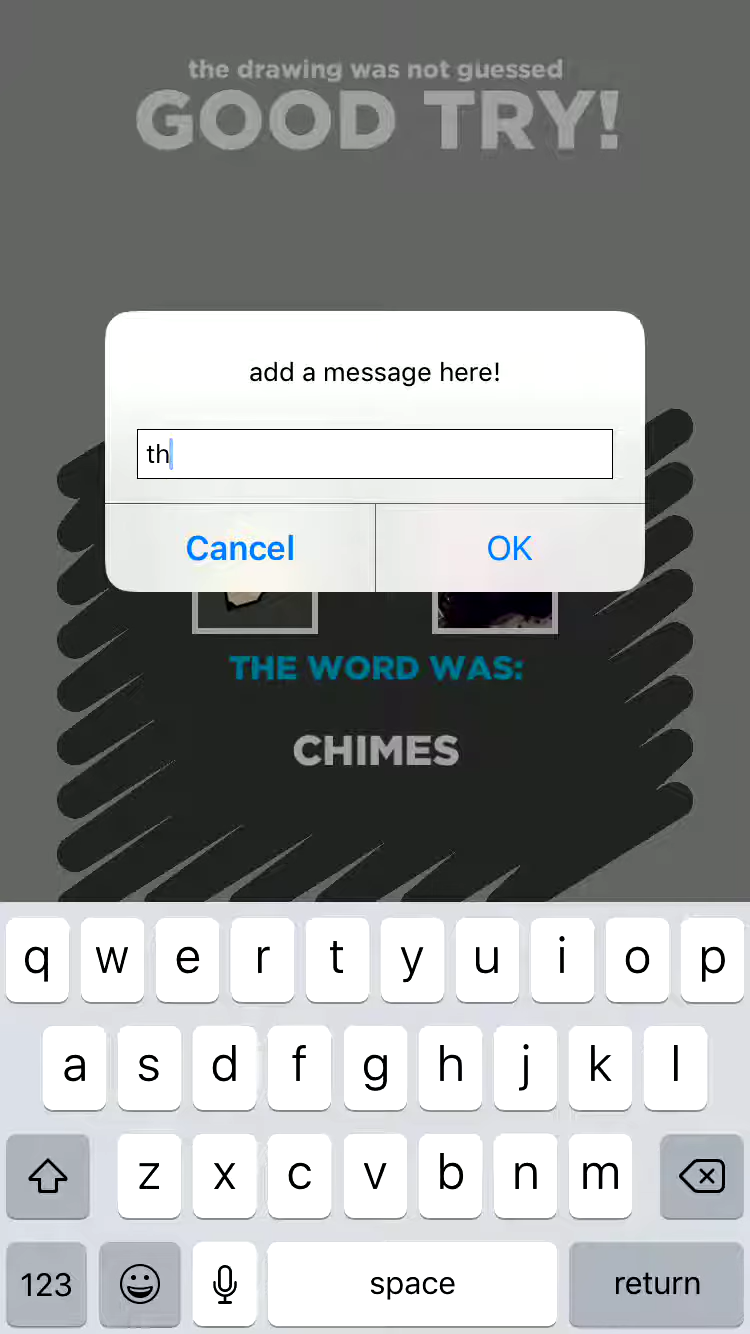 the drawing was not guessed
GOOD TRY!
add a message here!
th
Cancel OK
THE WORD WAS:
CHIMES
q w e r t y u i o p
a s d f g h j k l
z x c v b n m
123 space return